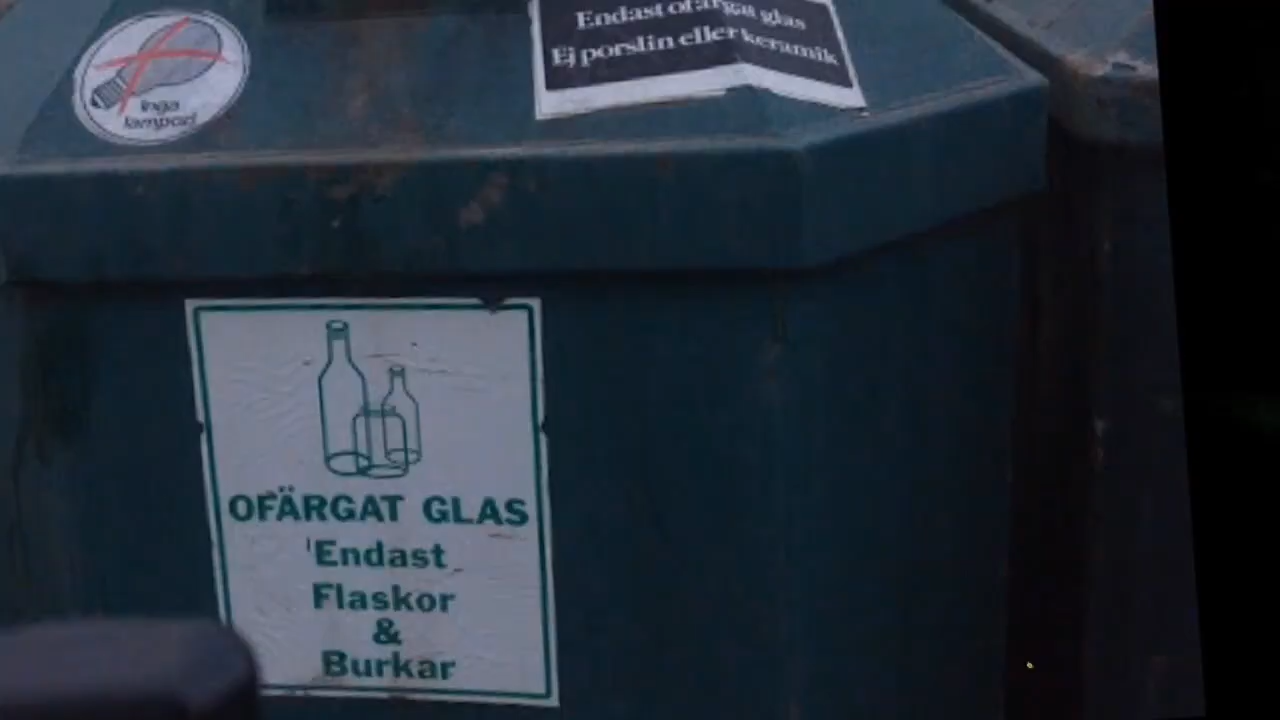 Inga
lampor!
Endast ofärgat glas
Ej porslin eller keramik
OFÄRGAT GLAS
Endast
Flaskor
&
Burkar